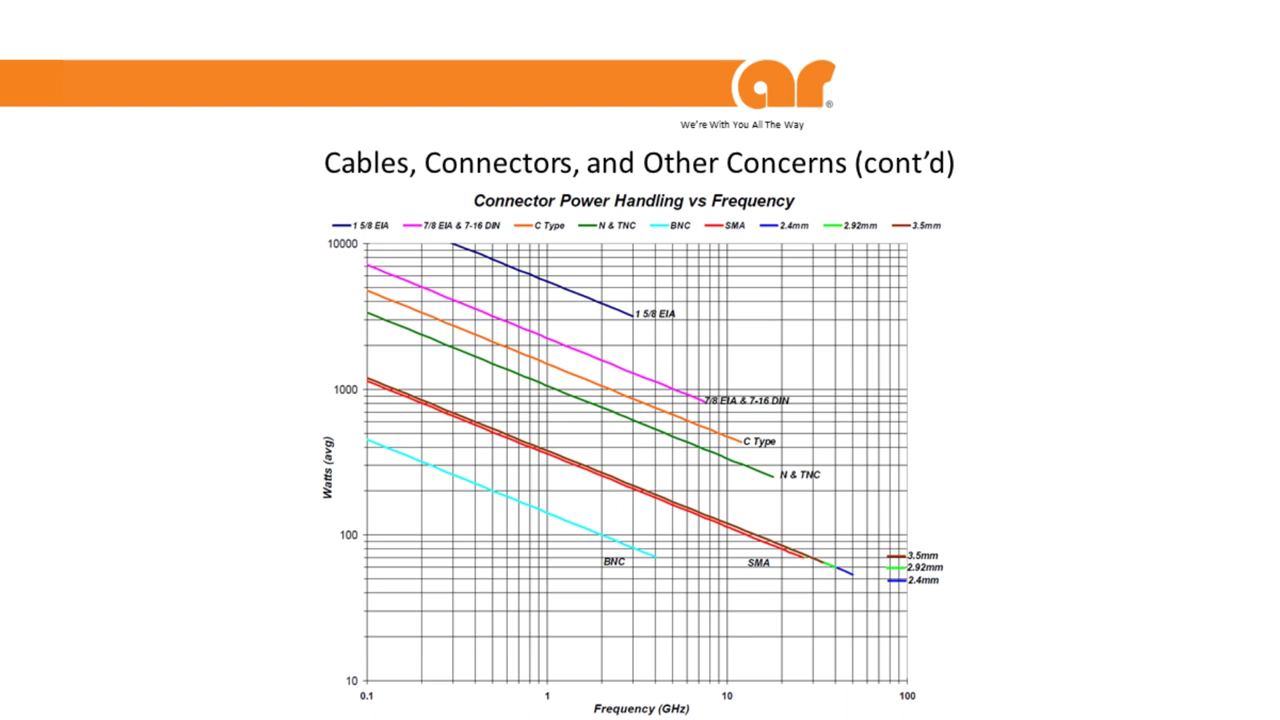 ar®
We're With You All The Way
Cables, Connectors, and Other Concerns (cont'd)
Connector Power Handling vs Frequency
1 5/8 EIA 7/8 EIA & 7-16 DIN C Type N & TNC BNC SMA 2.4mm 2.92mm 3.5mm
10000
1 5/8 EIA
1000
7/8 EIA & 7-16 DIN
C Type
Watts (avg)
N & TNC
100
3.5mm
BNC
SMA
2.92mm
2.4mm
10
0.1 1 10 100
Frequency (GHz)